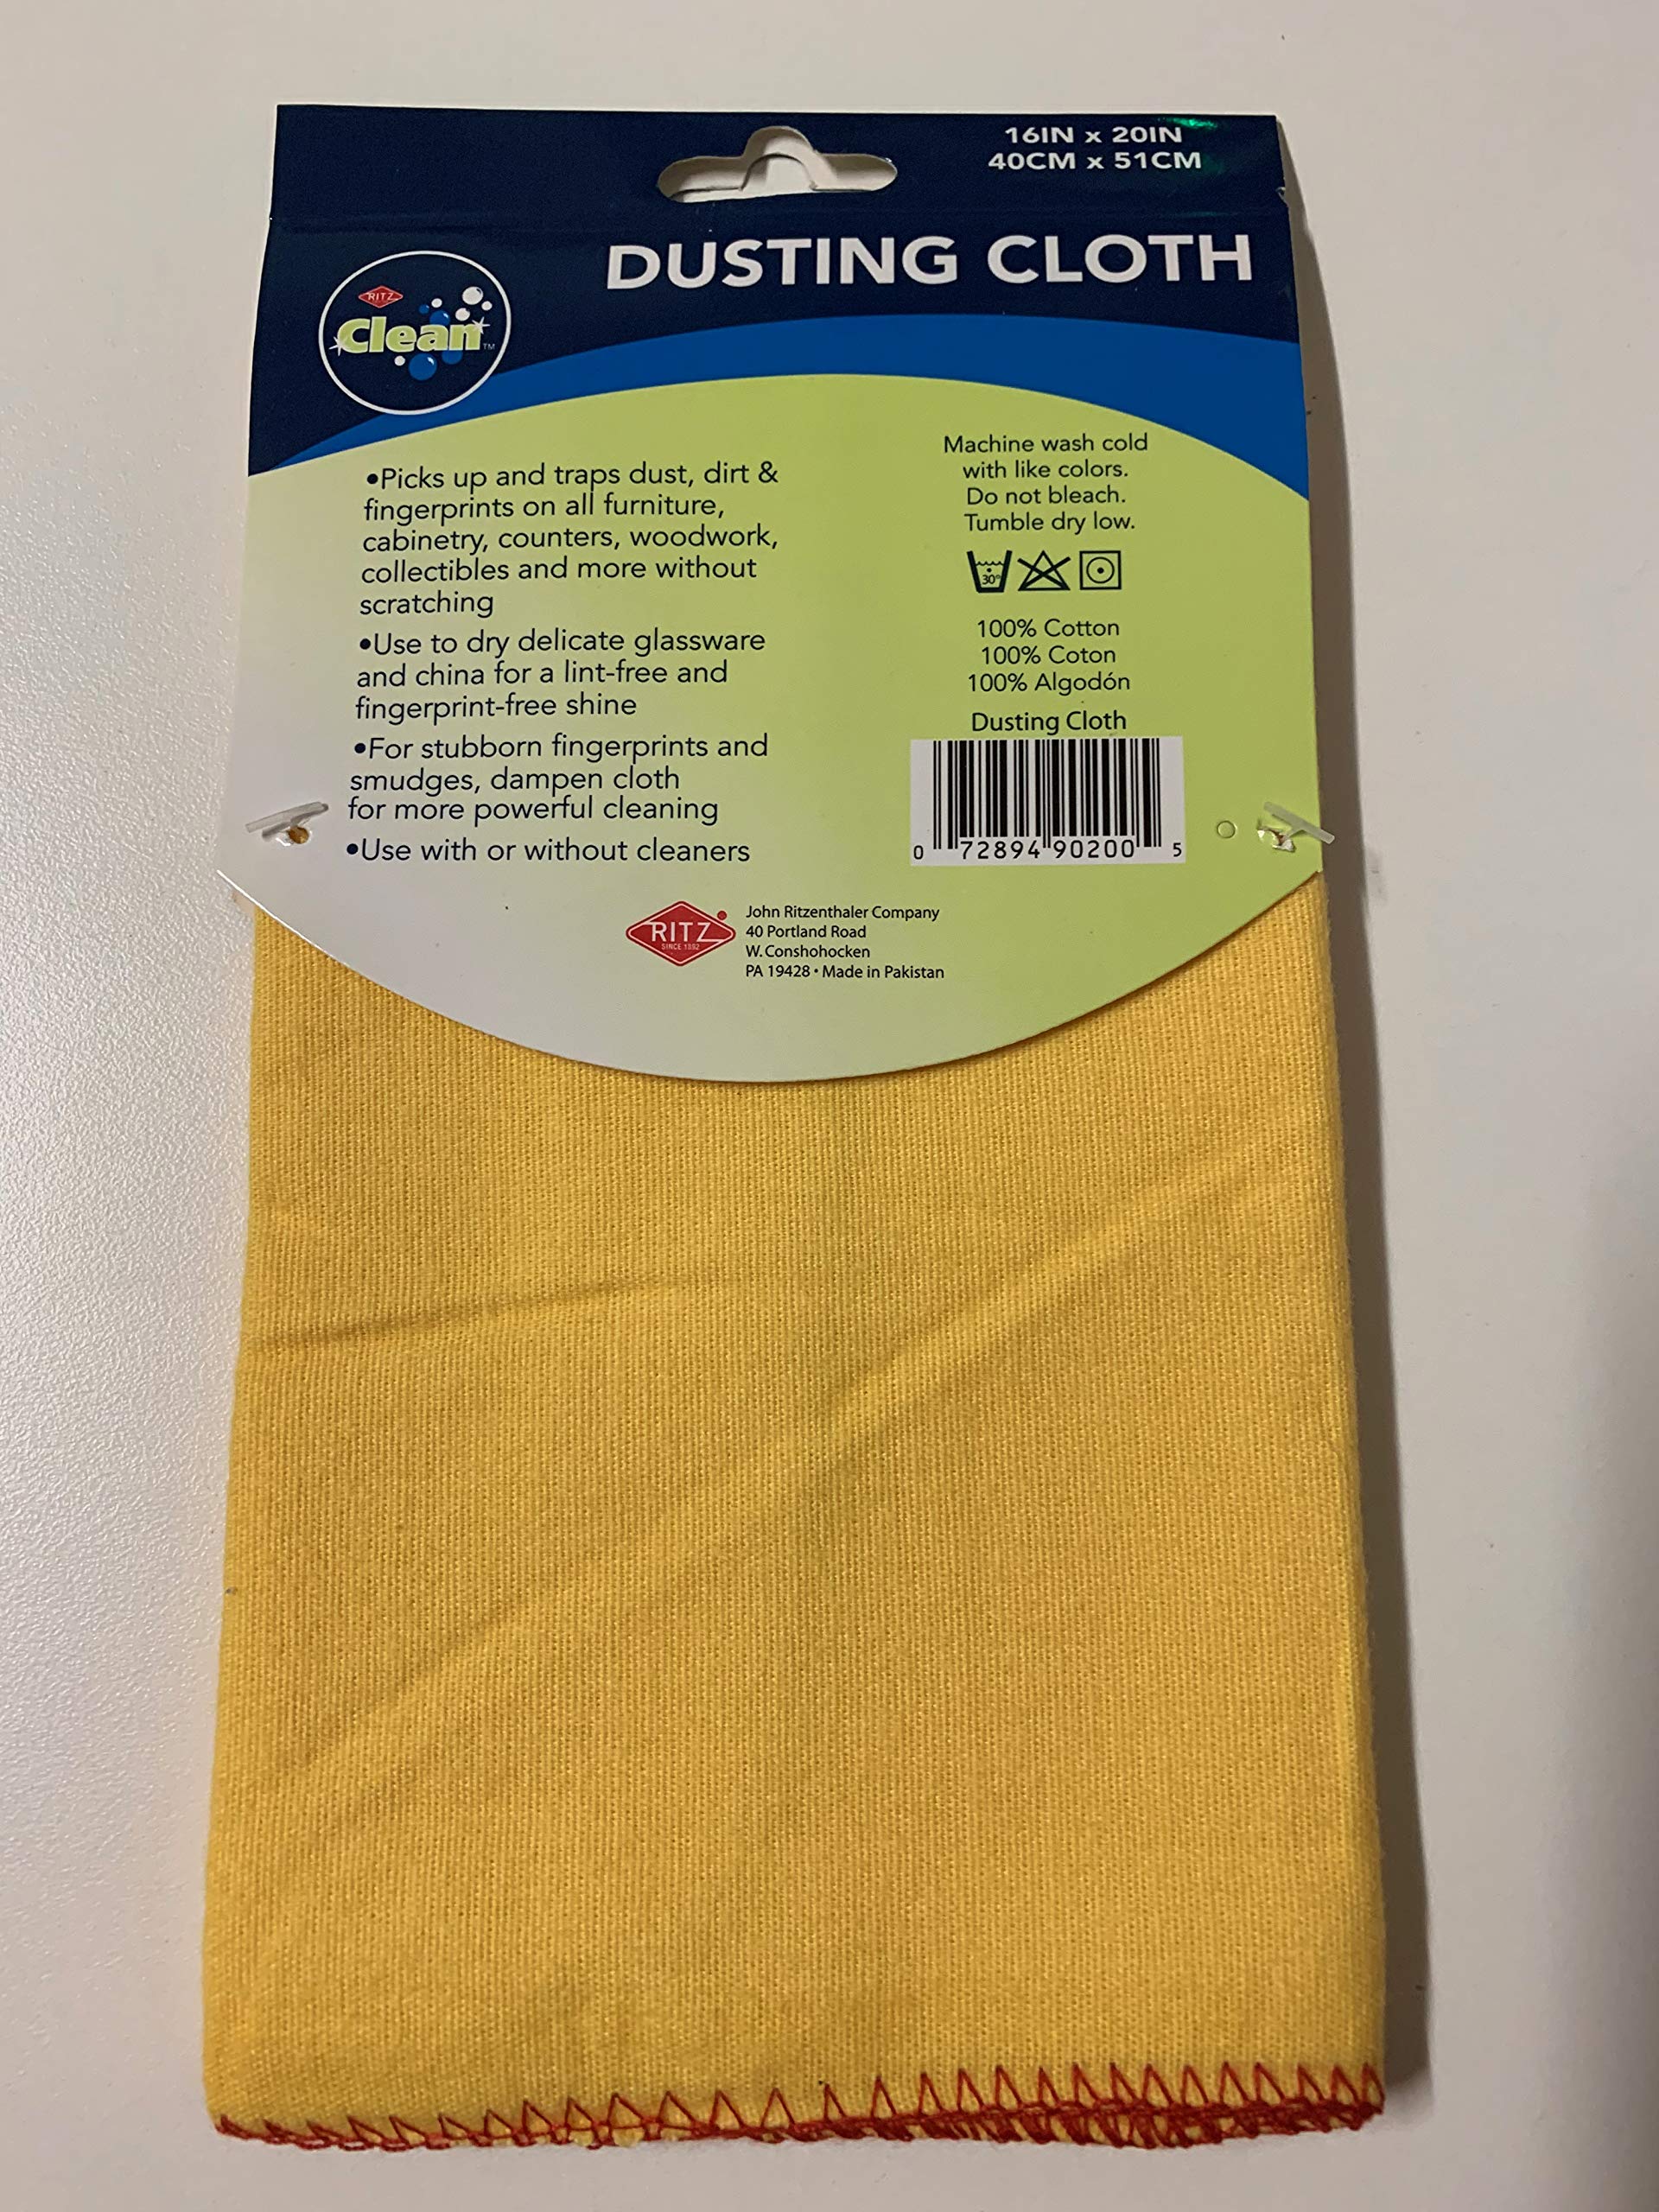 16IN x 20IN
40CM x 51CM
DUSTING CLOTH
RITZ
Clean™
•Picks up and traps dust, dirt &
fingerprints on all furniture,
cabinetry, counters, woodwork,
collectibles and more without
scratching
•Use to dry delicate glassware
and china for a lint-free and
fingerprint-free shine
•For stubborn fingerprints and
smudges, dampen cloth
for more powerful cleaning
•Use with or without cleaners
Machine wash cold
with like colors.
Do not bleach.
Tumble dry low.
30°
100% Cotton
100% Coton
100% Algodón
Dusting Cloth
0 72894 90200 5
RITZ
SINCE 1892
John Ritzenthaler Company
40 Portland Road
W. Conshohocken
PA 19428 • Made in Pakistan